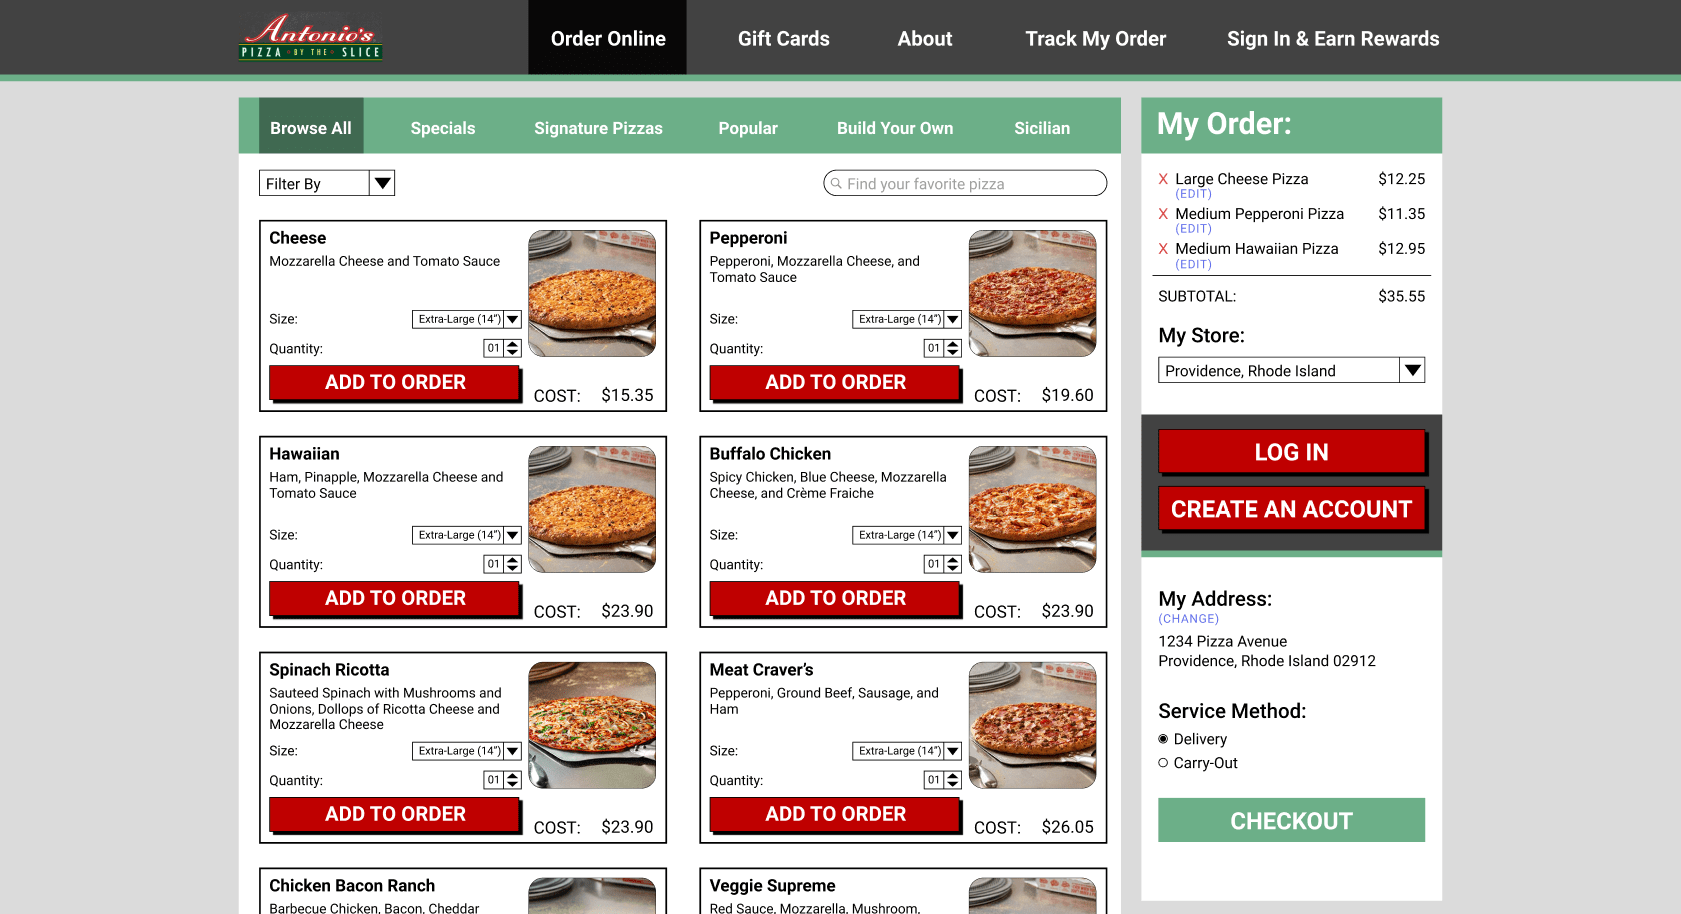 Antonio's
PIZZA BY THE SLICE
Order Online
Gift Cards
About
Track My Order
Sign In & Earn Rewards
Browse All
Specials
Signature Pizzas
Popular
Build Your Own
Sicilian
Filter By
Find your favorite pizza
Cheese
Mozzarella Cheese and Tomato Sauce
Size:
Extra-Large (14")
Quantity:
01
ADD TO ORDER
COST: $15.35
Pepperoni
Pepperoni, Mozzarella Cheese, and
Tomato Sauce
Size:
Extra-Large (14")
Quantity:
01
ADD TO ORDER
COST: $19.60
Hawaiian
Ham, Pinapple, Mozzarella Cheese and
Tomato Sauce
Size:
Extra-Large (14")
Quantity:
01
ADD TO ORDER
COST: $23.90
Buffalo Chicken
Spicy Chicken, Blue Cheese, Mozzarella
Cheese, and Crème Fraiche
Size:
Extra-Large (14")
Quantity:
01
ADD TO ORDER
COST: $23.90
Spinach Ricotta
Sauteed Spinach with Mushrooms and
Onions, Dollops of Ricotta Cheese and
Mozzarella Cheese
Size:
Extra-Large (14")
Quantity:
01
ADD TO ORDER
COST: $23.90
Meat Craver's
Pepperoni, Ground Beef, Sausage, and
Ham
Size:
Extra-Large (14")
Quantity:
01
ADD TO ORDER
COST: $26.05
Chicken Bacon Ranch
Barbecue Chicken, Bacon, Cheddar
Veggie Supreme
Red Sauce, Mozzarella, Mushroom,
My Order:
X Large Cheese Pizza $12.25
(EDIT)
X Medium Pepperoni Pizza $11.35
(EDIT)
X Medium Hawaiian Pizza $12.95
(EDIT)
SUBTOTAL: $35.55
My Store:
Providence, Rhode Island
LOG IN
CREATE AN ACCOUNT
My Address:
(CHANGE)
1234 Pizza Avenue
Providence, Rhode Island 02912
Service Method:
Delivery
Carry-Out
CHECKOUT